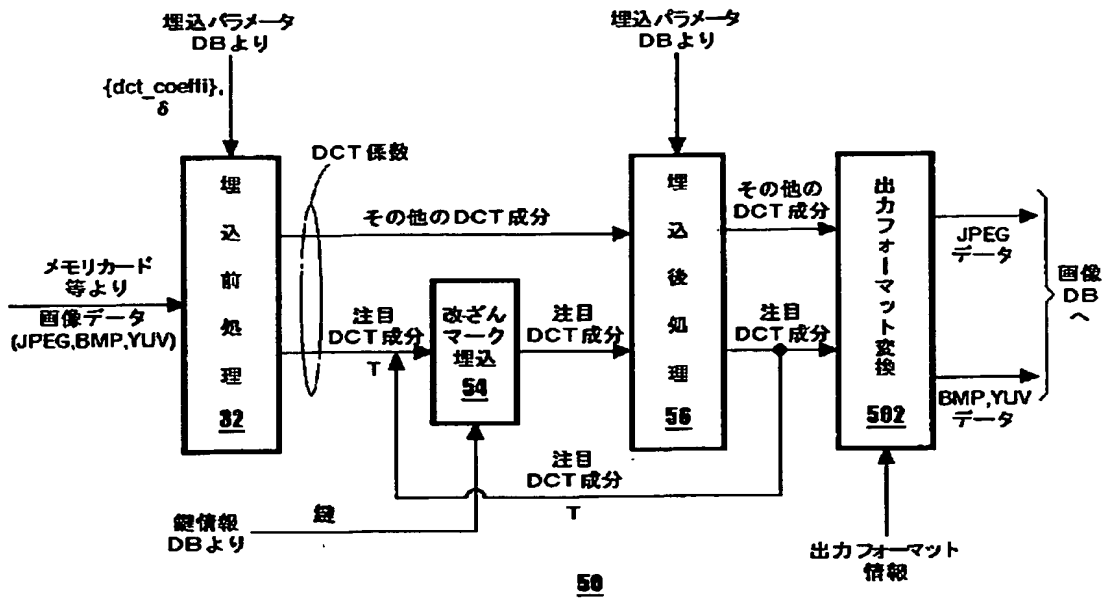 埋込パラメータ
DBより
{dct_coeffi},
δ
埋込パラメータ
DBより
DCT係数
埋込前処理
32
その他のDCT成分
メモリカード
等より
画像データ
(JPEG,BMP,YUV)
注目
DCT成分
T
改ざん
マーク
埋込
54
注目
DCT成分
埋込後処理
56
その他の
DCT成分
注目
DCT成分
出力フォーマット変換
502
JPEG
データ
BMP,YUV
データ
画像
DB
へ
注目
DCT成分
T
鍵情報
DBより
鍵
出力フォーマット
情報
50